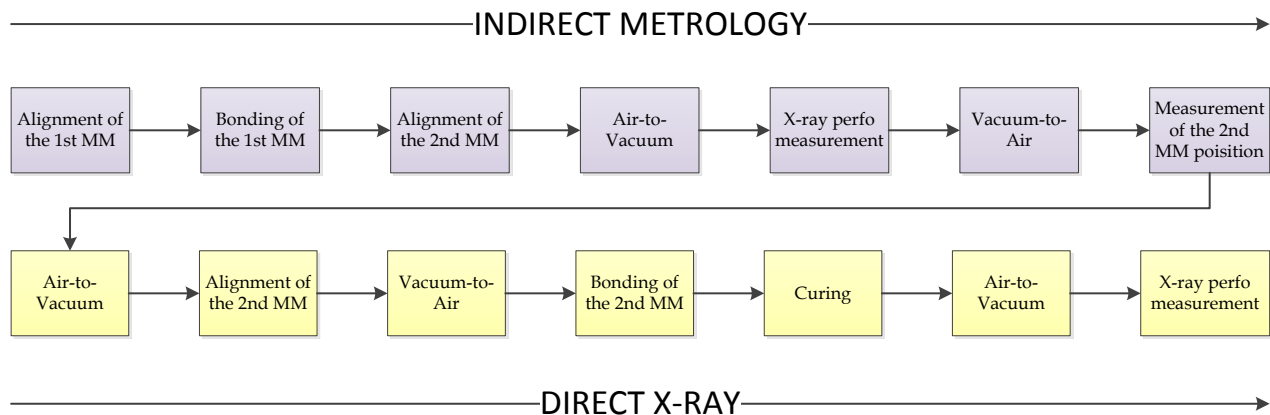 INDIRECT METROLOGY
Alignment of
the 1st MM
Bonding of
the 1st MM
Alignment of
the 2nd MM
Air-to-
Vacuum
X-ray perfo
measurement
Vacuum-to-
Air
Measurement
of the 2nd
MM poisition
Air-to-
Vacuum
Alignment of
the 2nd MM
Vacuum-to-
Air
Bonding of
the 2nd MM
Curing
Air-to-
Vacuum
X-ray perfo
measurement
DIRECT X-RAY